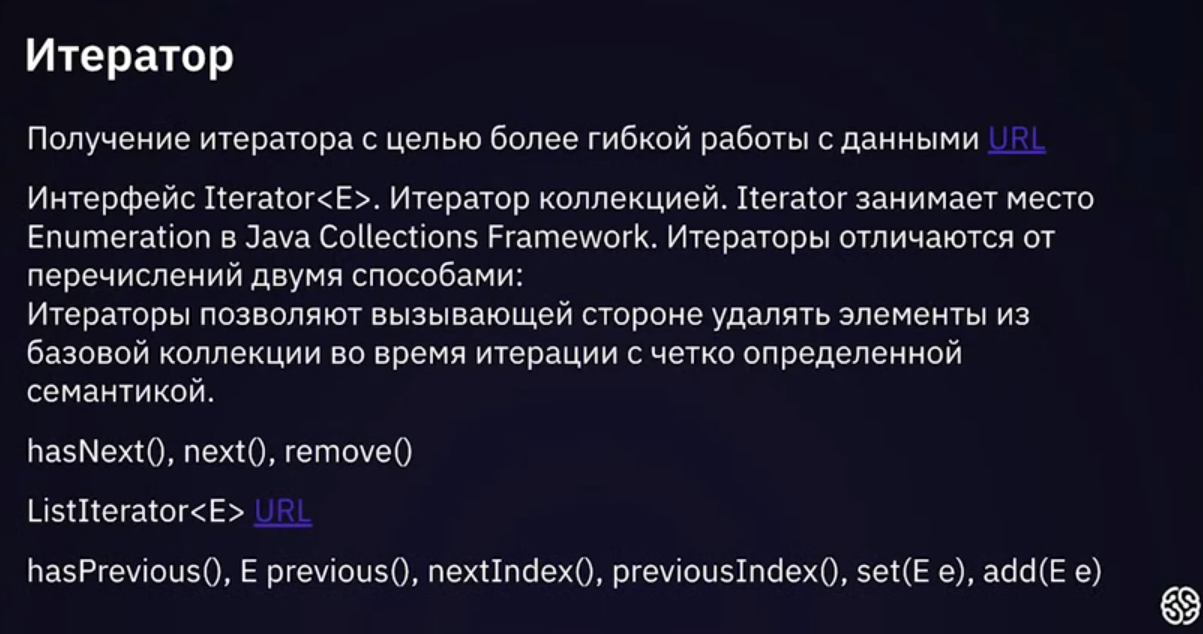 Итератор
Получение итератора с целью более гибкой работы с данными URL
Интерфейс Iterator<E>. Итератор коллекцией. Iterator занимает место
Enumeration в Java Collections Framework. Итераторы отличаются от
перечислений двумя способами:
Итераторы позволяют вызывающей стороне удалять элементы из
базовой коллекции во время итерации с четко определенной
семантикой.
hasNext(), next(), remove()
ListIterator<E> URL
hasPrevious(), E previous(), nextIndex(), previousIndex(), set(E e), add(E e)